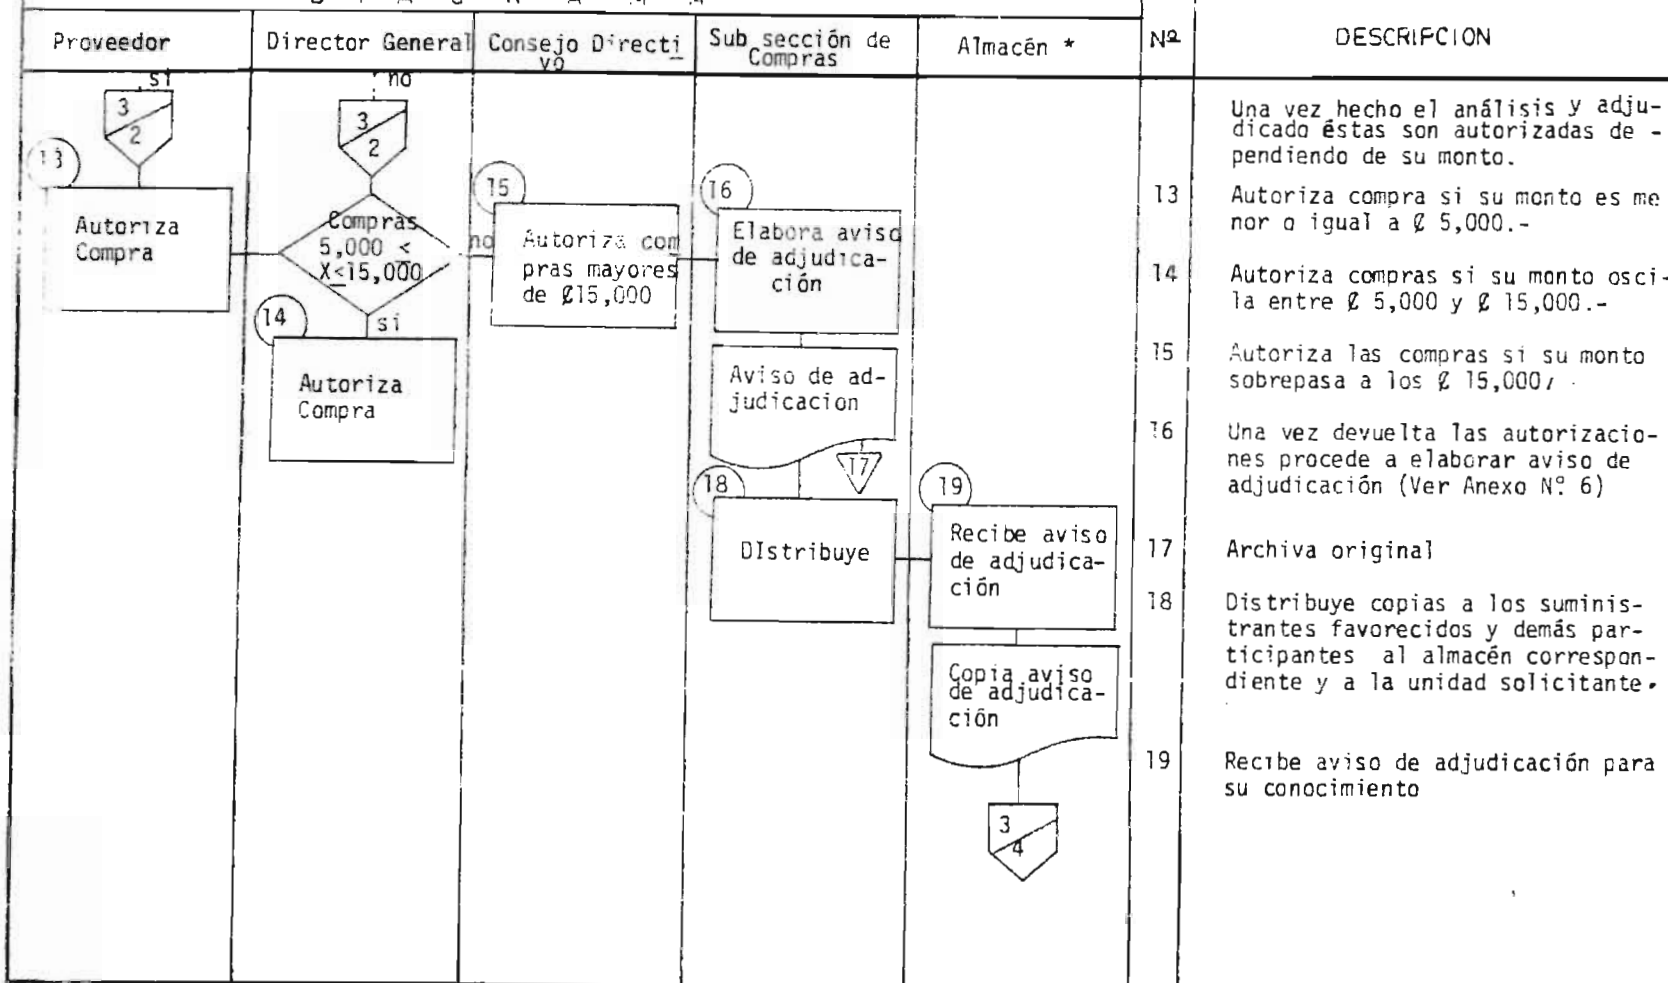 D I A G R A M A
Proveedor
Director General
Consejo Directi
vo
Sub sección de
Compras
Almacén *
Nº
DESCRIPCION
si
3
2
13
Autoriza
Compra
no
3
2
Compras
5,000 ≤
X≤15,000
no
si
14
Autoriza
Compra
15
Autoriza com
pras mayores
de ₡15,000
16
Elabora aviso
de adjudica-
ción
Aviso de ad-
judicacion
17
18
DIstribuye
19
Recibe aviso
de adjudica-
ción
Copia aviso
de adjudica-
ción
3
4
Una vez hecho el análisis y adju-
dicado éstas son autorizadas de -
pendiendo de su monto.
13 Autoriza compra si su monto es me
nor o igual a ₡ 5,000.-
14 Autoriza compras si su monto osci-
la entre ₡ 5,000 y ₡ 15,000.-
15 Autoriza las compras si su monto
sobrepasa a los ₡ 15,000
16 Una vez devuelta las autorizacio-
nes procede a elaborar aviso de
adjudicación (Ver Anexo Nº 6)
17 Archiva original
18 Distribuye copias a los suminis-
trantes favorecidos y demás par-
ticipantes al almacén correspon-
diente y a la unidad solicitante.
19 Recibe aviso de adjudicación para
su conocimiento